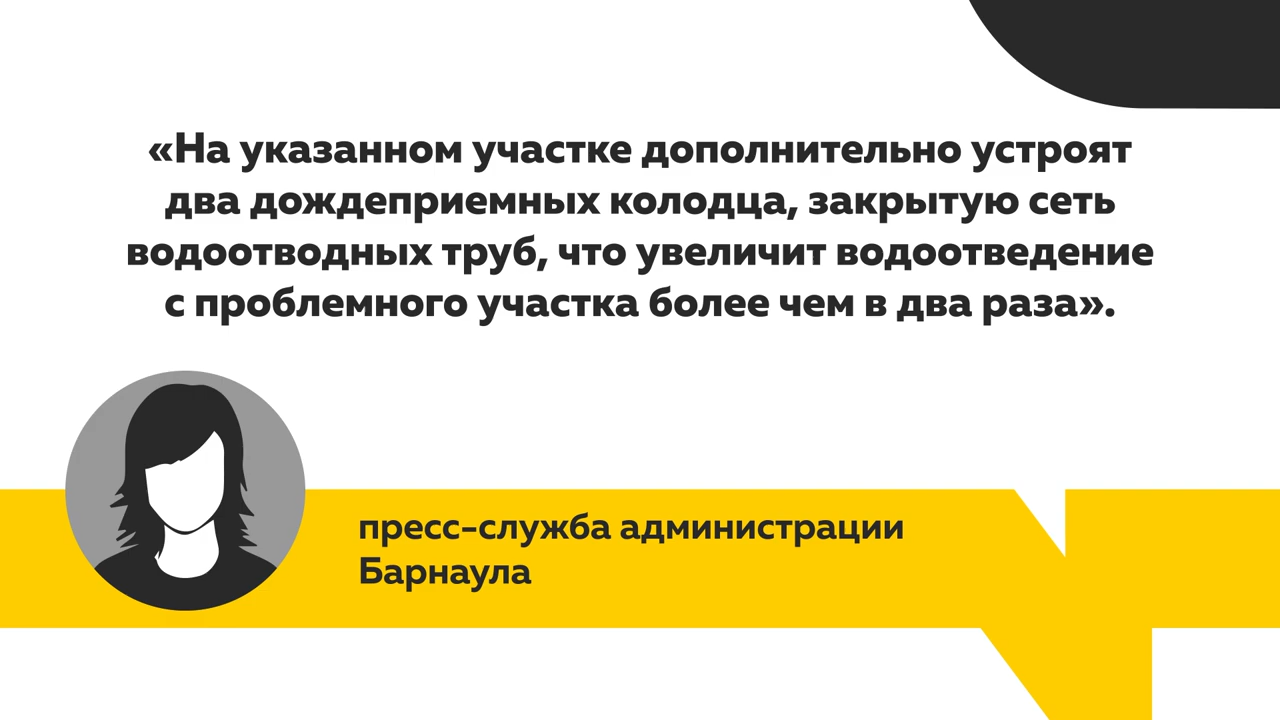 «На указанном участке дополнительно устроят
два дождеприемных колодца, закрытую сеть
водоотводных труб, что увеличит водоотведение
с проблемного участка более чем в два раза».
пресс-служба администрации
Барнаула